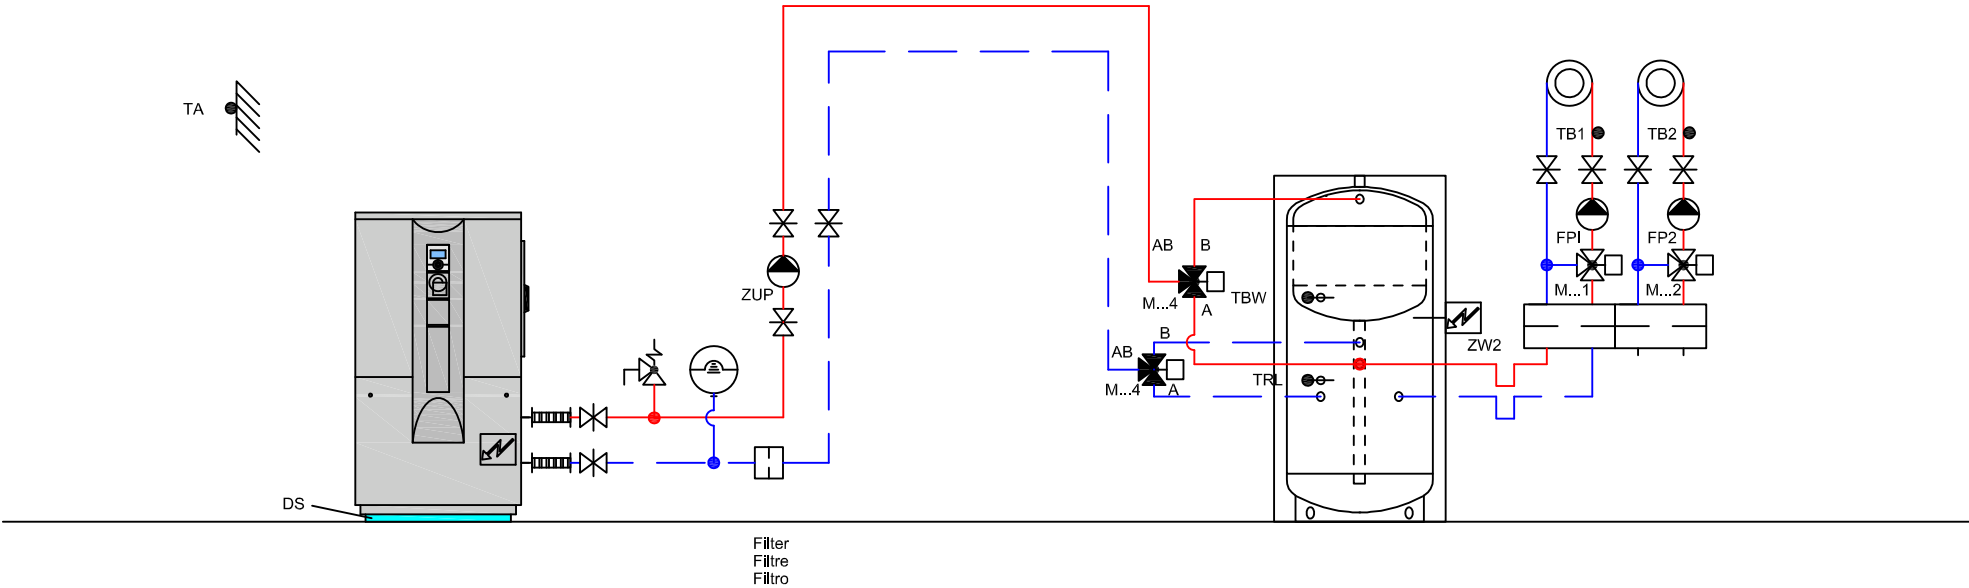 TA
TB1
TB2
FPI
FP2
AB
B
ZUP
M...4
A
TBW
M...1
M...2
B
AB
ZW2
M...4
A
TRL
DS
Filter
Filtre
Filtro